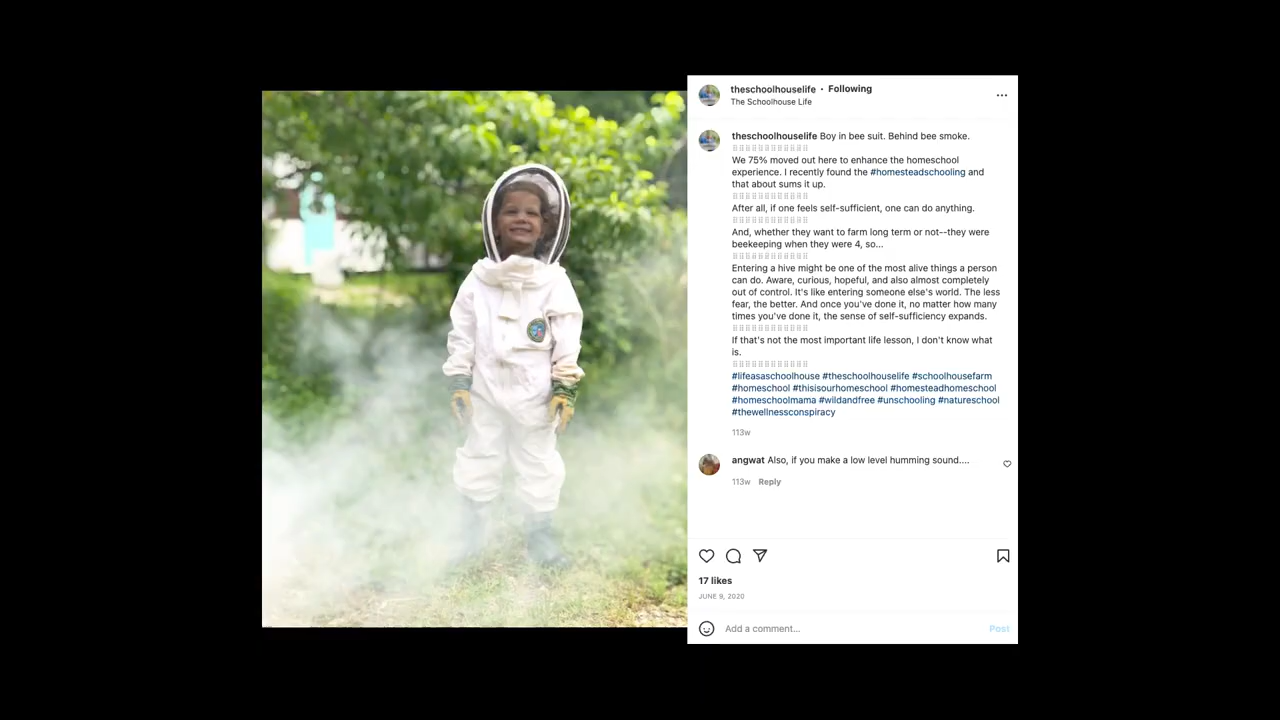 theschoolhouselife • Following
The Schoolhouse Life
theschoolhouselife Boy in bee suit. Behind bee smoke.
⠿⠿⠿⠿⠿⠿⠿⠿⠿⠿⠿⠿
We 75% moved out here to enhance the homeschool
experience. I recently found the #homesteadschooling and
that about sums it up.
⠿⠿⠿⠿⠿⠿⠿⠿⠿⠿⠿⠿
After all, if one feels self-sufficient, one can do anything.
⠿⠿⠿⠿⠿⠿⠿⠿⠿⠿⠿⠿
And, whether they want to farm long term or not--they were
beekeeping when they were 4, so...
⠿⠿⠿⠿⠿⠿⠿⠿⠿⠿⠿⠿
Entering a hive might be one of the most alive things a person
can do. Aware, curious, hopeful, and also almost completely
out of control. It's like entering someone else's world. The less
fear, the better. And once you've done it, no matter how many
times you've done it, the sense of self-sufficiency expands.
⠿⠿⠿⠿⠿⠿⠿⠿⠿⠿⠿⠿
If that's not the most important life lesson, I don't know what
is.
⠿⠿⠿⠿⠿⠿⠿⠿⠿⠿⠿⠿
#lifeasaschoolhouse #theschoolhouselife #schoolhousefarm
#homeschool #thisisourhomeschool #homesteadhomeschool
#homeschoolmama #wildandfree #unschooling #natureschool
#thewellnessconspiracy
113w
angwat Also, if you make a low level humming sound....
113w Reply
17 likes
JUNE 9, 2020
Add a comment...
Post